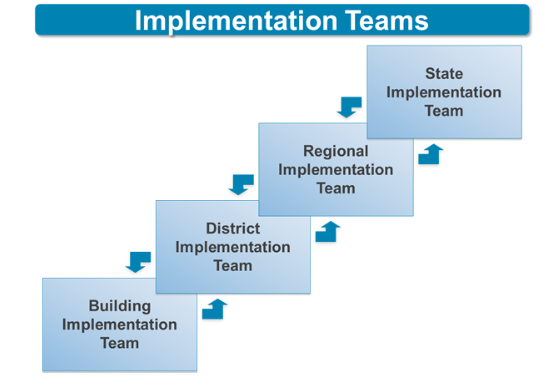 Implementation Teams
State
Implementation
Team
Regional
Implementation
Team
District
Implementation
Team
Building
Implementation
Team